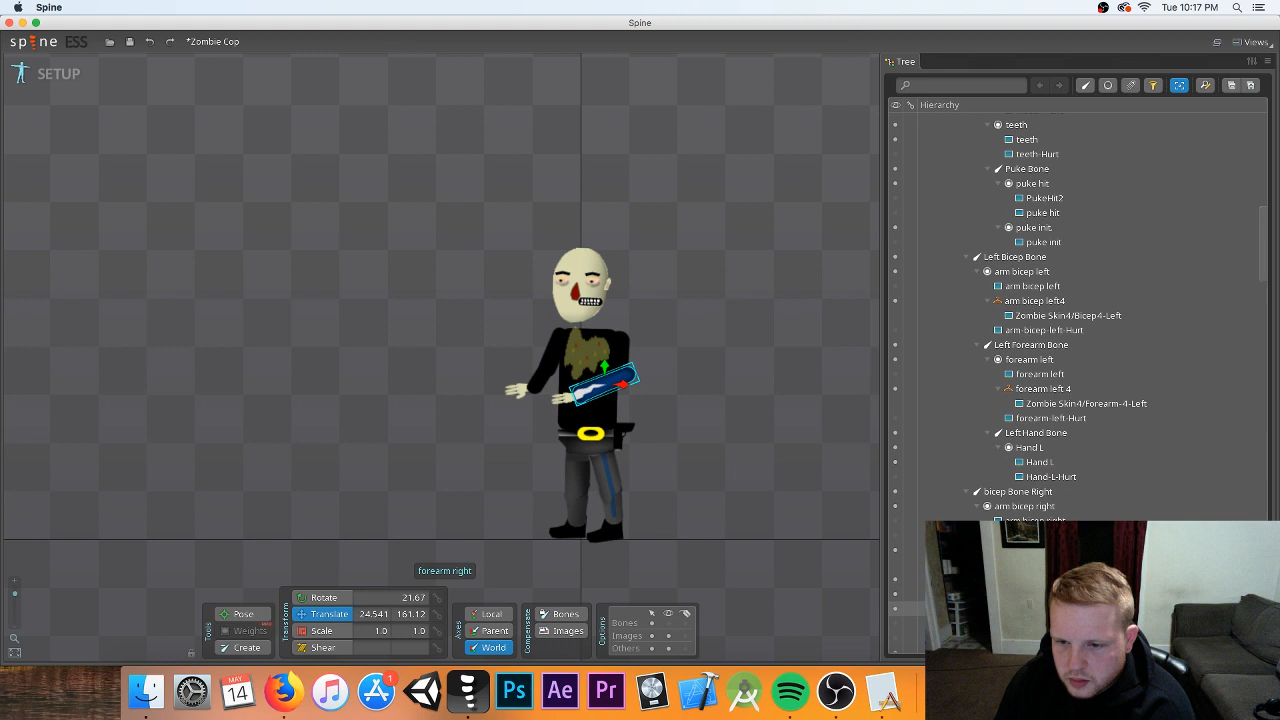 Spine
Tue 10:17 PM
Spine
spine ESS
*Zombie Cop
Views
SETUP
Tree
Hierarchy
teeth
teeth
teeth-Hurt
Puke Bone
puke hit
PukeHit2
puke hit
puke init.
puke init
Left Bicep Bone
arm bicep left
arm bicep left
arm bicep left4
Zombie Skin4/Bicep4-Left
arm-bicep-left-Hurt
Left Forearm Bone
forearm left
forearm left
forearm left 4
Zombie Skin4/Forearm-4-Left
forearm-left-Hurt
Left Hand Bone
Hand L
Hand L
Hand-L-Hurt
bicep Bone Right
arm bicep right
arm bicep right
forearm right
Tools
Pose
Weights
Create
Transform
Rotate 21.67
Translate 24.541 161.12
Scale 1.0 1.0
Shear
Axes
Local
Parent
World
Compensate
Bones
Images
Options
Bones
Images
Others
MAY
14
1
Ps
Ae
Pr